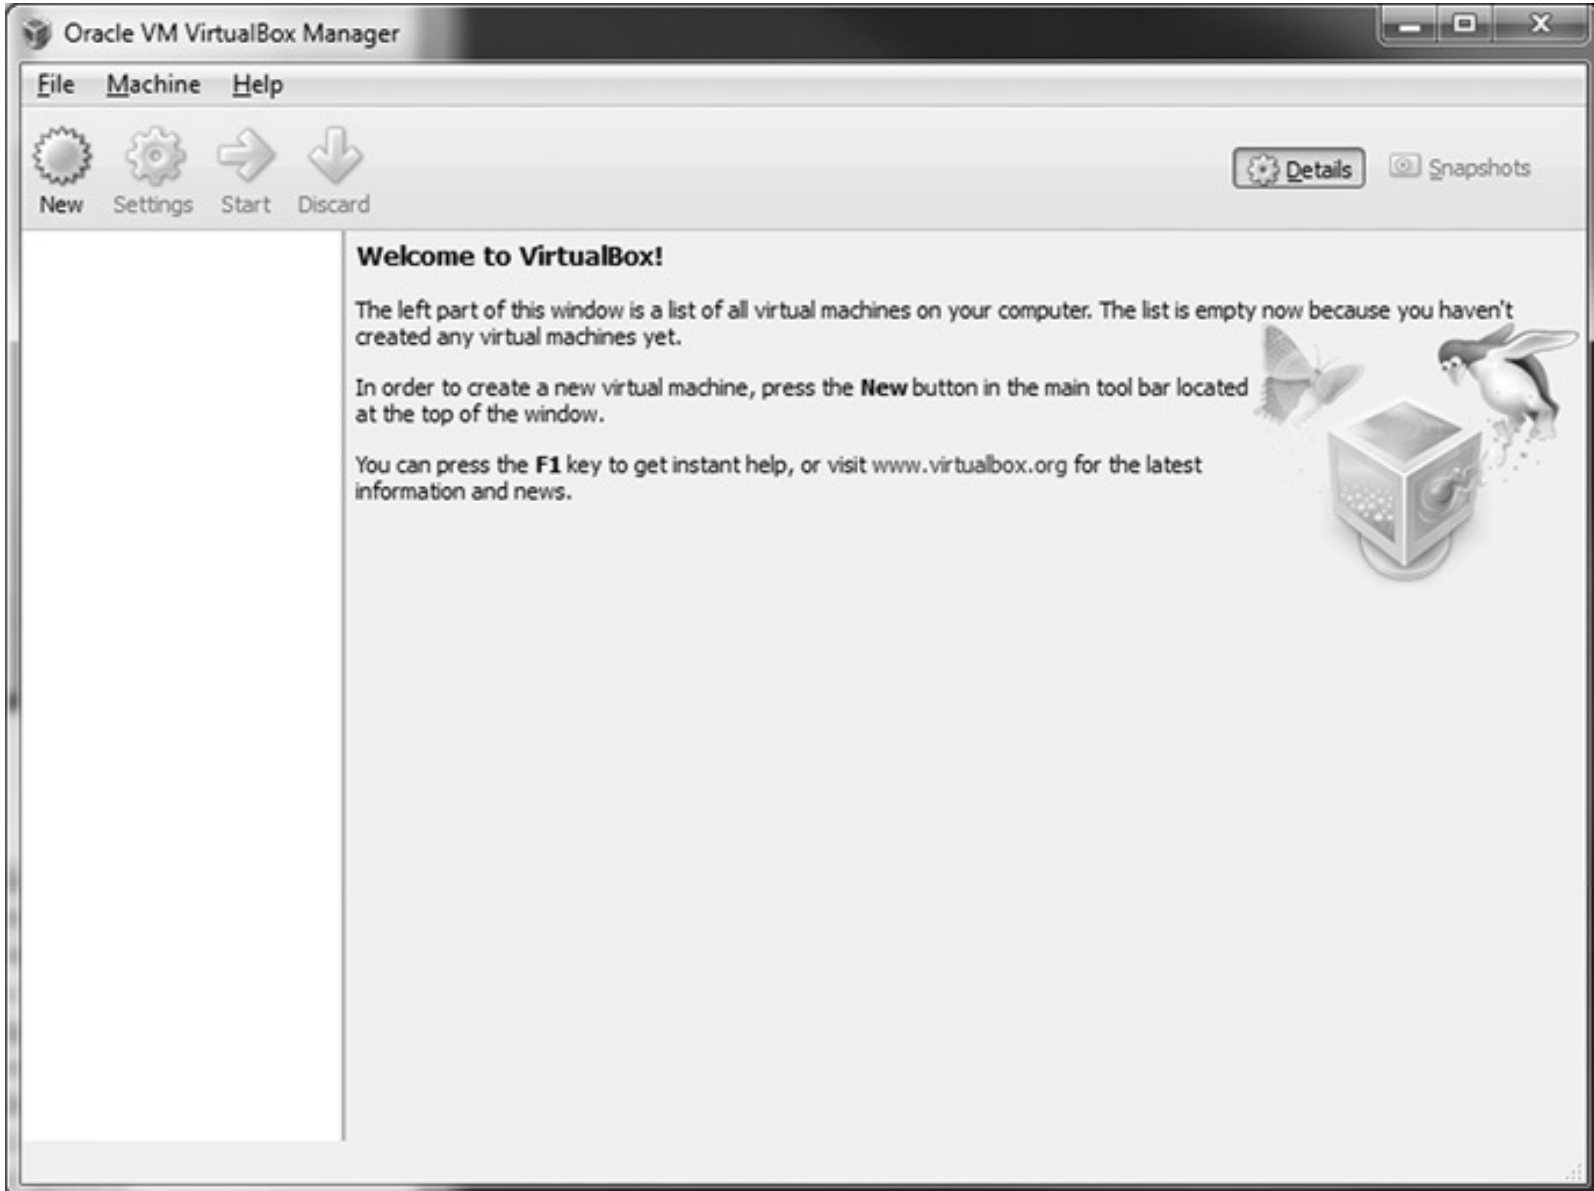 Oracle VM VirtualBox Manager
File Machine Help
New Settings Start Discard
Details Snapshots
Welcome to VirtualBox!
The left part of this window is a list of all virtual machines on your computer. The list is empty now because you haven't
created any virtual machines yet.
In order to create a new virtual machine, press the New button in the main tool bar located
at the top of the window.
You can press the F1 key to get instant help, or visit www.virtualbox.org for the latest
information and news.